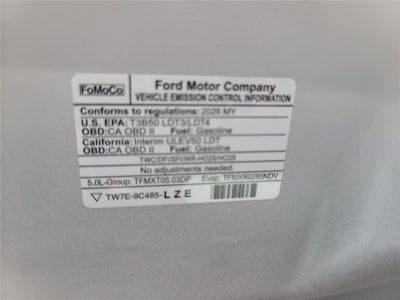 FoMoCo
Ford Motor Company
VEHICLE EMISSION CONTROL INFORMATION
Conforms to regulations: 2026 MY
U.S. EPA: T3B50 LDT3/LDT4
OBD:CA OBD II Fuel: Gasoline
California: Interim ULEV50 LDT
OBD:CA OBD II Fuel: Gasoline
TWC/DFI/SFI/WR-HO2S/HO2S
No adjustments needed.
5.0L-Group: TFMXT05.03DP Evap: TFMXR0260NDV
TW7E-9C485-LZE